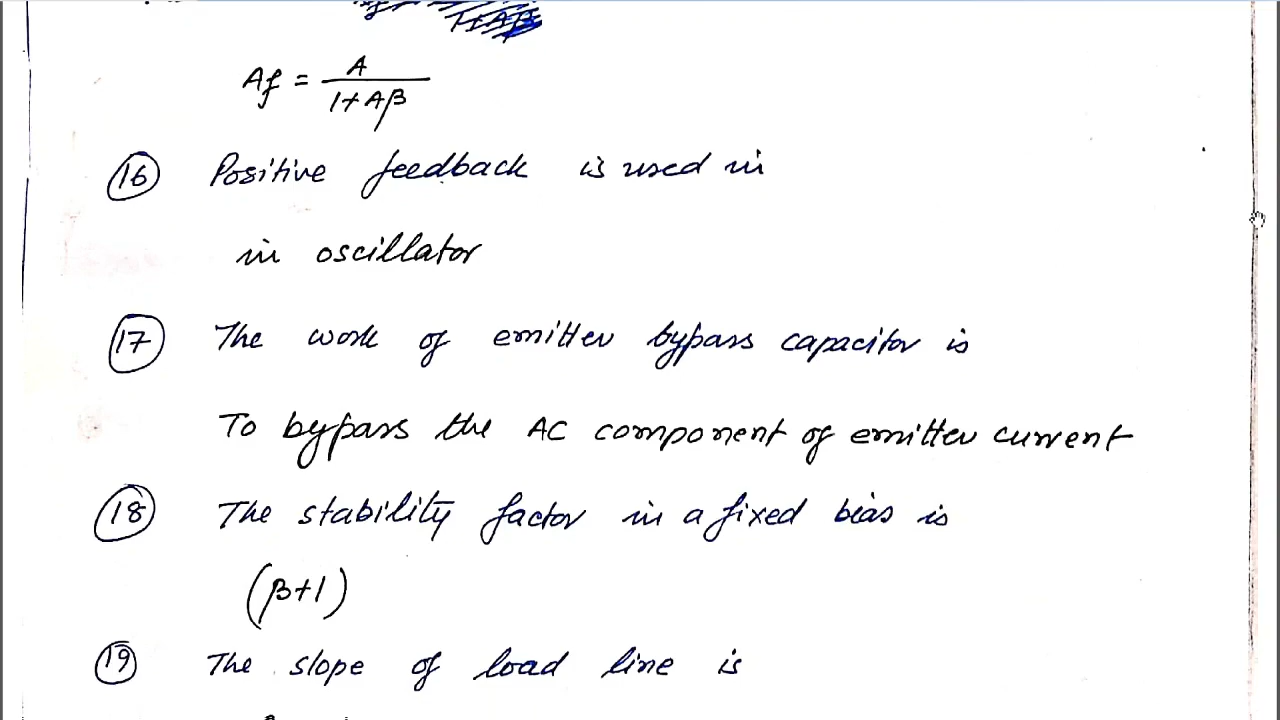 Af = A / 1+Aβ
(16) Positive feedback is used in
in oscillator
(17) The work of emitter bypass capacitor is
To bypass the AC component of emitter current
(18) The stability factor in a fixed bias is
(β+1)
(19) The slope of load line is